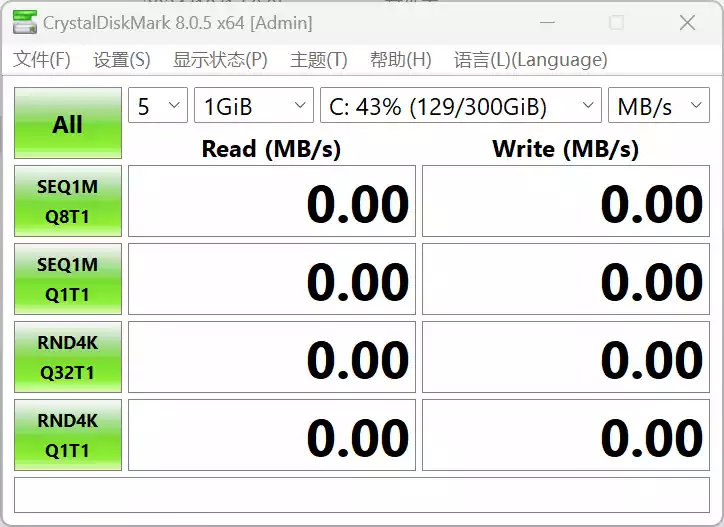 CrystalDiskMark 8.0.5 x64 [Admin]
文件(F) 设置(S) 显示状态(P) 主题(T) 帮助(H) 语言(L)(Language)
All 5 1GiB C: 43% (129/300GiB) MB/s
Read (MB/s) Write (MB/s)
SEQ1M
Q8T1 0.00 0.00
SEQ1M
Q1T1 0.00 0.00
RND4K
Q32T1 0.00 0.00
RND4K
Q1T1 0.00 0.00